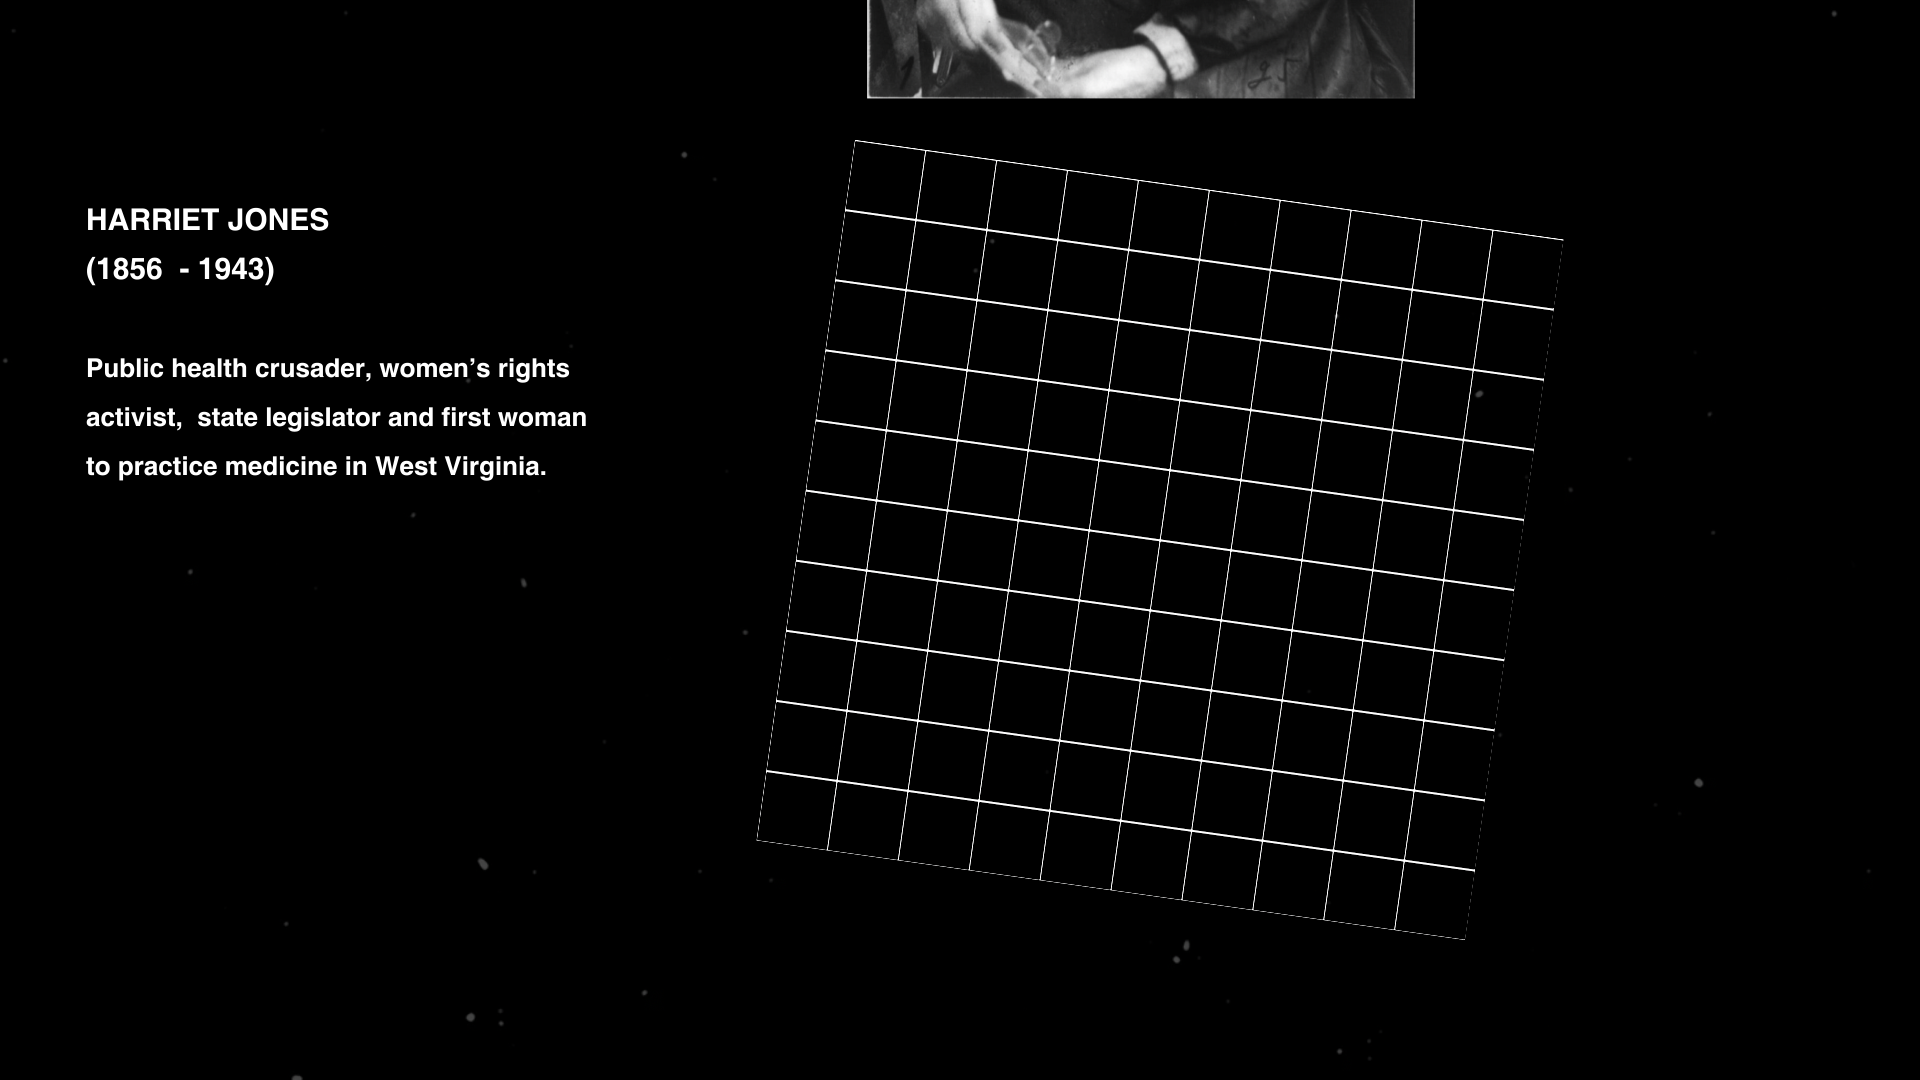 HARRIET JONES
(1856  - 1943)
Public health crusader, women’s rights
activist,  state legislator and first woman
to practice medicine in West Virginia.